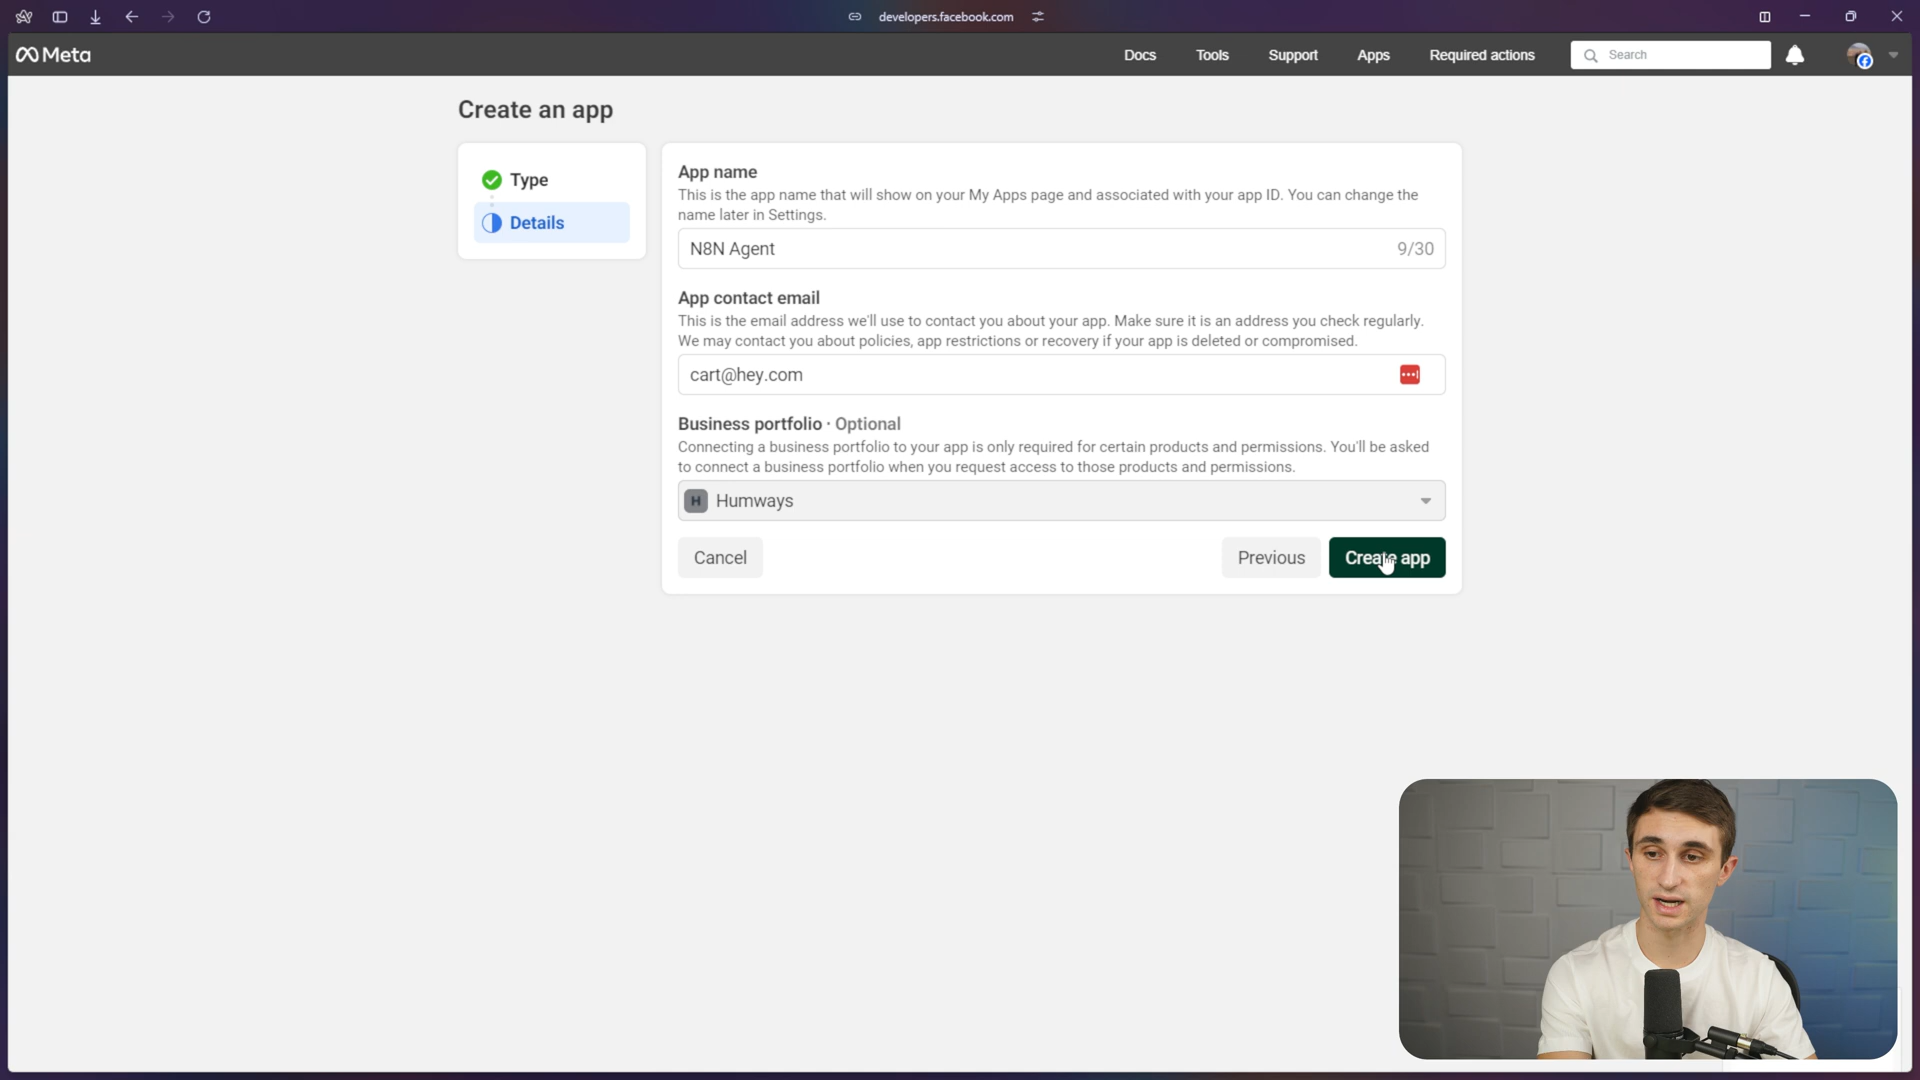 developers.facebook.com
Meta
Docs
Tools
Support
Apps
Required actions
Search
Create an app
Type
Details
App name
This is the app name that will show on your My Apps page and associated with your app ID. You can change the
name later in Settings.
N8N Agent
9/30
App contact email
This is the email address we'll use to contact you about your app. Make sure it is an address you check regularly.
We may contact you about policies, app restrictions or recovery if your app is deleted or compromised.
cart@hey.com
Business portfolio · Optional
Connecting a business portfolio to your app is only required for certain products and permissions. You'll be asked
to connect a business portfolio when you request access to those products and permissions.
H Humways
Cancel
Previous
Create app